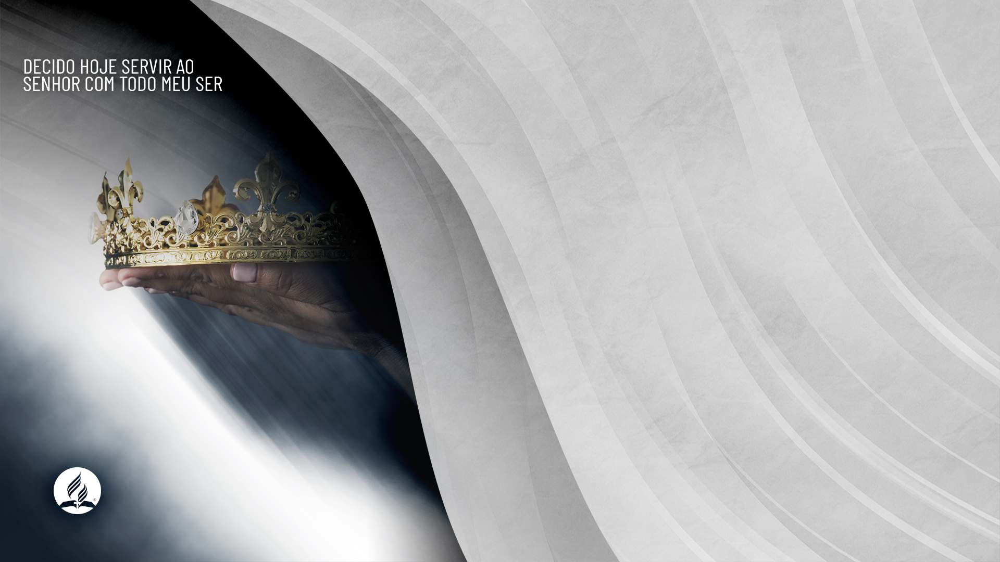 DECIDO HOJE SERVIR AO
SENHOR COM TODO MEU SER